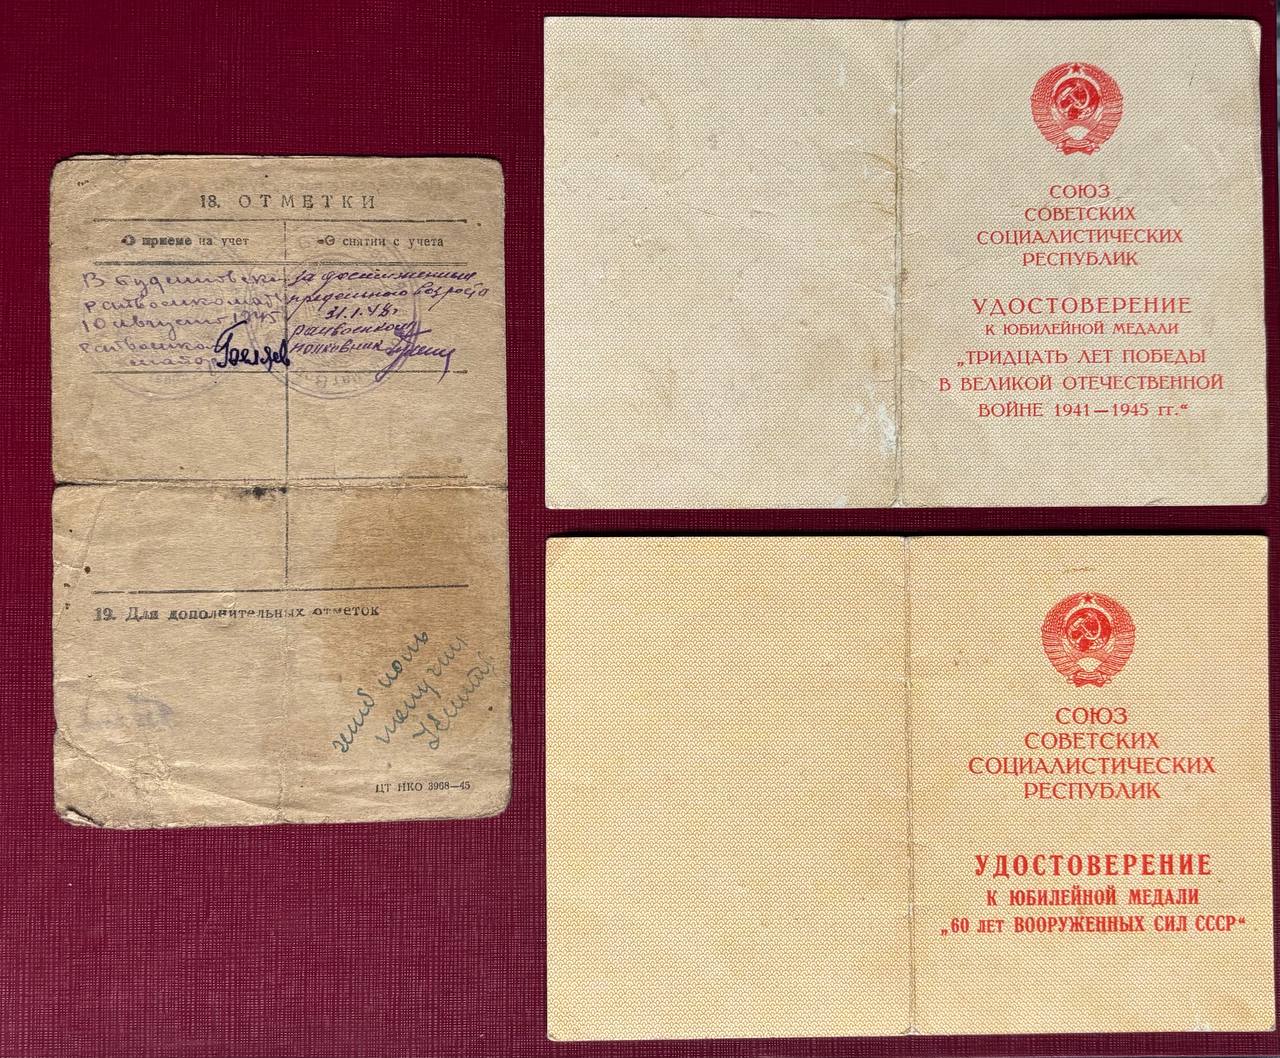 18. ОТМЕТКИ
О приеме на учет
О снятии с учета
В
10 августа 1945
майор
за достижением
предельного возраста
31.1.
райвоенком
19. Для дополнительных отметок
получил
ЦТ НКО 3968—45
СОЮЗ
СОВЕТСКИХ
СОЦИАЛИСТИЧЕСКИХ
РЕСПУБЛИК
УДОСТОВЕРЕНИЕ
К ЮБИЛЕЙНОЙ МЕДАЛИ
„ТРИДЦАТЬ ЛЕТ ПОБЕДЫ
В ВЕЛИКОЙ ОТЕЧЕСТВЕННОЙ
ВОЙНЕ 1941—1945 гг.“
СОЮЗ
СОВЕТСКИХ
СОЦИАЛИСТИЧЕСКИХ
РЕСПУБЛИК
УДОСТОВЕРЕНИЕ
К ЮБИЛЕЙНОЙ МЕДАЛИ
„60 ЛЕТ ВООРУЖЕННЫХ СИЛ СССР“